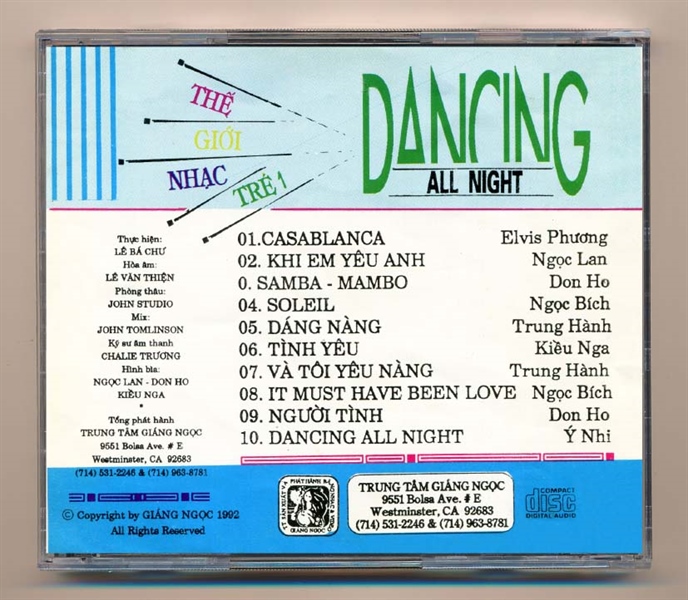 THẾ
GIỚI
NHẠC
TRẺ 1
DANCING
ALL NIGHT
Thực hiện:
LÊ BÁ CHƯ
Hòa âm:
LÊ VĂN THIỆN
Phòng thâu:
JOHN STUDIO
Mix:
JOHN TOMLINSON
Kỹ sư âm thanh
CHALIE TRƯƠNG
Hình bìa:
NGỌC LAN - DON HO
KIỀU NGA
*
Tổng phát hành
TRUNG TÂM GIÁNG NGỌC
9551 Bolsa Ave. # E
Westminster, CA 92683
(714) 531-2246 & (714) 963-8781
01.CASABLANCA Elvis Phương
02. KHI EM YÊU ANH Ngọc Lan
0. SAMBA - MAMBO Don Ho
04. SOLEIL Ngọc Bích
05. DÁNG NÀNG Trung Hành
06. TÌNH YÊU Kiều Nga
07. VÀ TÔI YÊU NÀNG Trung Hành
08. IT MUST HAVE BEEN LOVE Ngọc Bích
09. NGƯỜI TÌNH Don Ho
10. DANCING ALL NIGHT Ý Nhi
© Copyright by GIÁNG NGỌC 1992
All Rights Reserved
GIÁNG NGỌC
TRUNG TÂM GIÁNG NGỌC
9551 Bolsa Ave. # E
Westminster, CA 92683
(714) 531-2246 & (714) 963-8781
COMPACT
disc
DIGITAL AUDIO